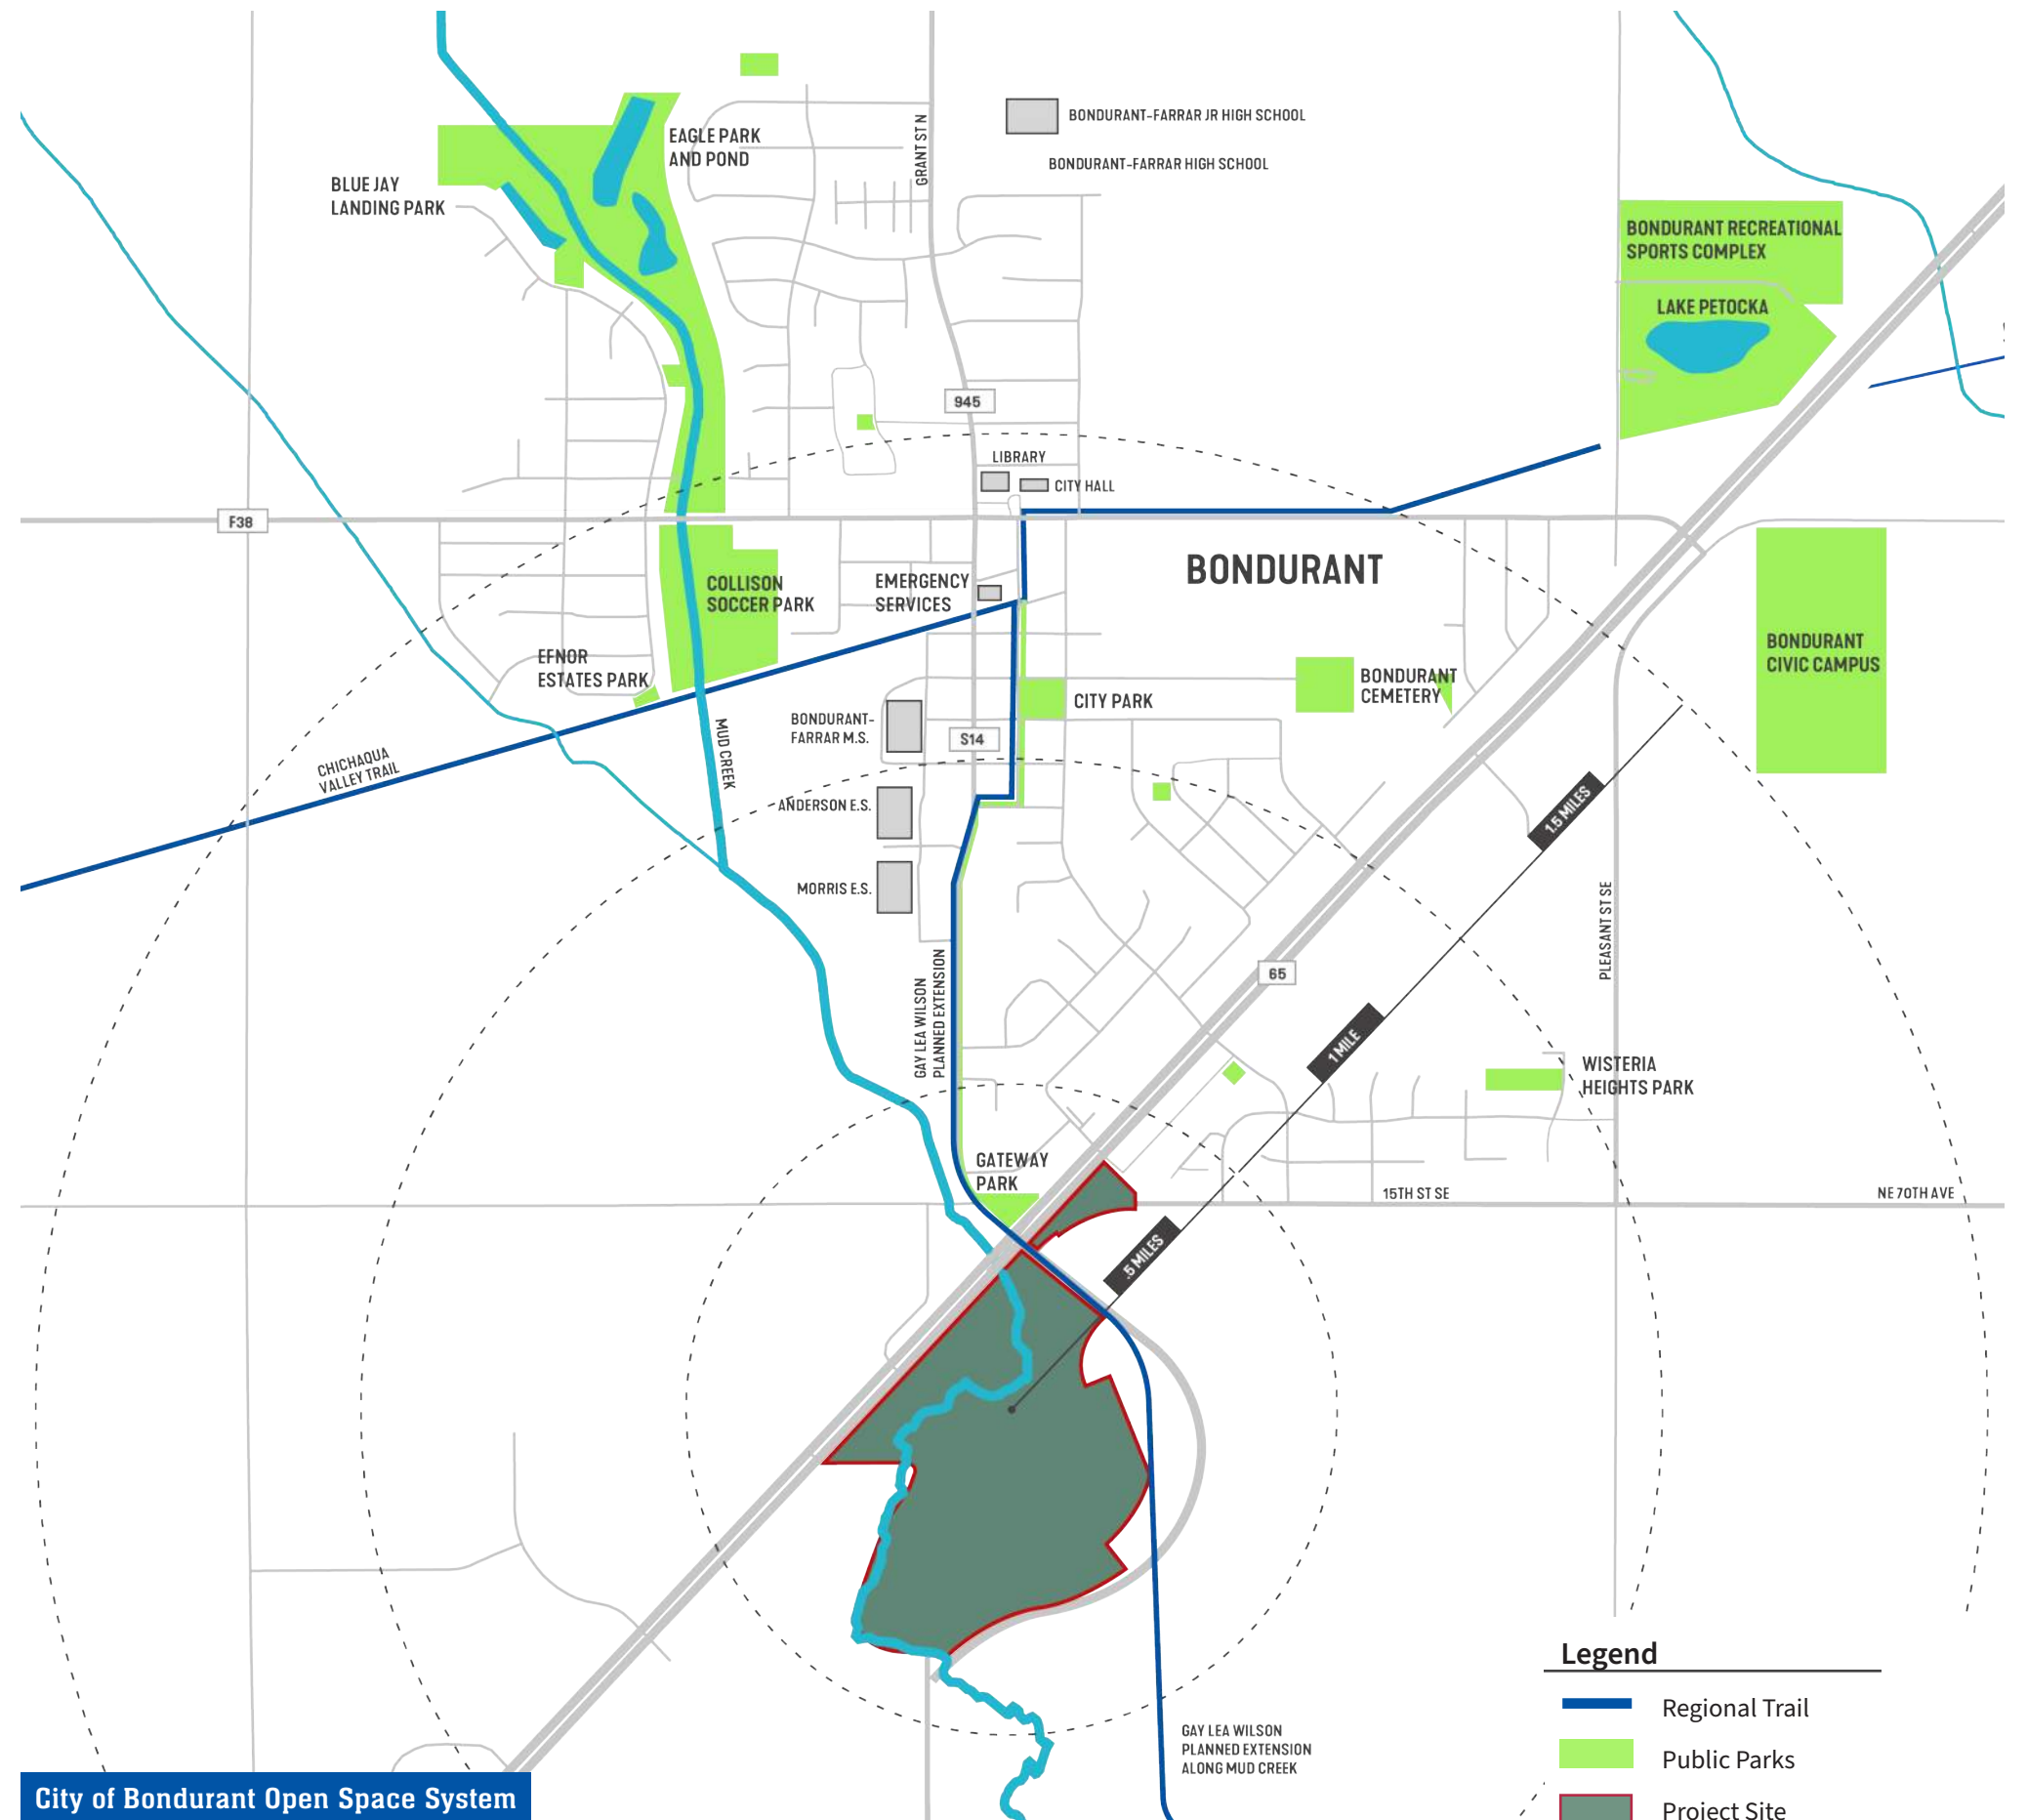 BONDURANT-FARRAR JR HIGH SCHOOL
BONDURANT-FARRAR HIGH SCHOOL
GRANT ST N
EAGLE PARK
AND POND
BLUE JAY
LANDING PARK
BONDURANT RECREATIONAL
SPORTS COMPLEX
LAKE PETOCKA
945
LIBRARY
CITY HALL
F38
BONDURANT
COLLISON
SOCCER PARK
EMERGENCY
SERVICES
EFNOR
ESTATES PARK
BONDURANT
CIVIC CAMPUS
BONDURANT
CEMETERY
CITY PARK
BONDURANT-
FARRAR M.S.
S14
MUD CREEK
CHICHAQUA
VALLEY TRAIL
ANDERSON E.S.
MORRIS E.S.
1.5 MILES
PLEASANT ST SE
65
GAY LEA WILSON
PLANNED EXTENSION
1 MILE
WISTERIA
HEIGHTS PARK
GATEWAY
PARK
15TH ST SE
NE 70TH AVE
.5 MILES
GAY LEA WILSON
PLANNED EXTENSION
ALONG MUD CREEK
Legend
Regional Trail
Public Parks
Project Site
City of Bondurant Open Space System